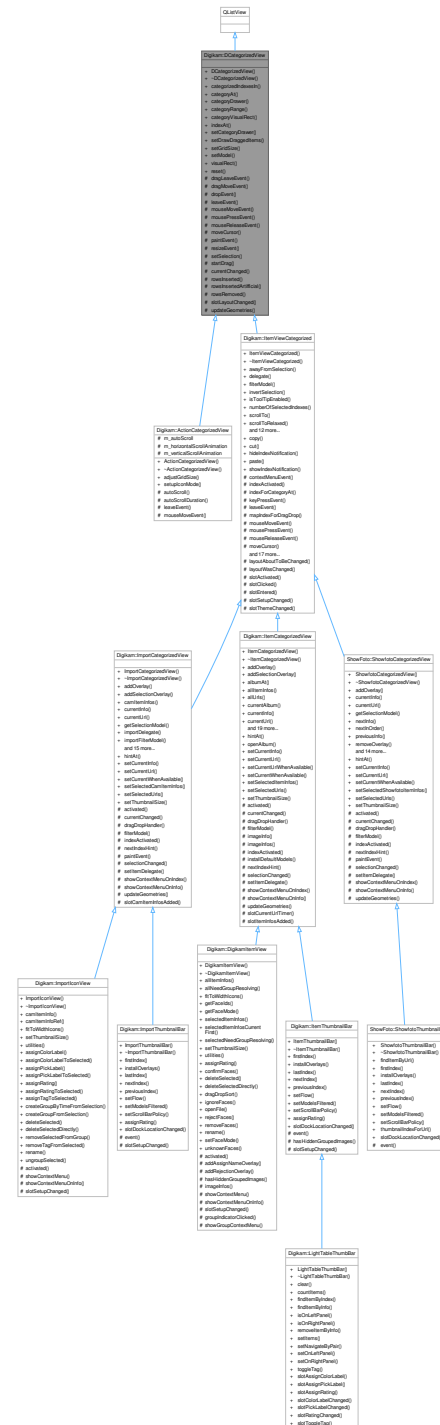 QListView
Digikam::DCategorizedView
+ DCategorizedView()
+ ~DCategorizedView()
+ categorizedIndexesIn()
+ categoryAt()
+ categoryDrawer()
+ categoryRange()
+ categoryVisualRect()
+ indexAt()
+ setCategoryDrawer()
+ setDrawDraggedItems()
+ setGridSize()
+ setModel()
+ visualRect()
+ reset()
# dragLeaveEvent()
# dragMoveEvent()
# dropEvent()
# leaveEvent()
# mouseMoveEvent()
# mousePressEvent()
# mouseReleaseEvent()
# moveCursor()
# paintEvent()
# resizeEvent()
# setSelection()
# startDrag()
# currentChanged()
# rowsInserted()
# rowsInsertedArtificial()
# rowsRemoved()
# slotLayoutChanged()
# updateGeometries()
Digikam::ItemViewCategorized
+ ItemViewCategorized()
+ ~ItemViewCategorized()
+ awayFromSelection()
+ delegate()
+ filterModel()
+ invertSelection()
+ isToolTipEnabled()
+ numberOfSelectedIndexes()
+ scrollTo()
+ scrollToRelaxed()
and 12 more...
+ copy()
+ cut()
+ hideIndexNotification()
+ paste()
+ showIndexNotification()
# contextMenuEvent()
# indexActivated()
# indexForCategoryAt()
# keyPressEvent()
# leaveEvent()
# mapIndexForDragDrop()
# mouseMoveEvent()
# mousePressEvent()
# mouseReleaseEvent()
# moveCursor()
and 17 more...
# layoutAboutToBeChanged()
# layoutWasChanged()
# slotActivated()
# slotClicked()
# slotEntered()
# slotSetupChanged()
# slotThemeChanged()
Digikam::ActionCategorizedView
# m_autoScroll
# m_horizontalScrollAnimation
# m_verticalScrollAnimation
+ ActionCategorizedView()
+ ~ActionCategorizedView()
+ adjustGridSize()
+ setupIconMode()
# autoScroll()
# autoScrollDuration()
# leaveEvent()
# mouseMoveEvent()
Digikam::ImportCategorizedView
+ ImportCategorizedView()
+ ~ImportCategorizedView()
+ addOverlay()
+ addSelectionOverlay()
+ camItemInfos()
+ currentInfo()
+ currentUrl()
+ getSelectionModel()
+ importDelegate()
+ importFilterModel()
and 15 more...
+ hintAt()
+ setCurrentInfo()
+ setCurrentUrl()
+ setCurrentWhenAvailable()
+ setSelectedCamItemInfos()
+ setSelectedUrls()
+ setThumbnailSize()
# activated()
# currentChanged()
# dragDropHandler()
# filterModel()
# indexActivated()
# nextIndexHint()
# paintEvent()
# selectionChanged()
# setItemDelegate()
# showContextMenuOnIndex()
# showContextMenuOnInfo()
# updateGeometries()
# slotCamItemInfosAdded()
Digikam::ItemCategorizedView
+ ItemCategorizedView()
+ ~ItemCategorizedView()
+ addOverlay()
+ addSelectionOverlay()
+ albumAt()
+ allItemInfos()
+ allUrls()
+ currentAlbum()
+ currentInfo()
+ currentUrl()
and 19 more...
+ hintAt()
+ openAlbum()
+ setCurrentInfo()
+ setCurrentUrl()
+ setCurrentUrlWhenAvailable()
+ setCurrentWhenAvailable()
+ setSelectedItemInfos()
+ setSelectedUrls()
+ setThumbnailSize()
# activated()
# currentChanged()
# dragDropHandler()
# filterModel()
# imageInfo()
# imageInfos()
# indexActivated()
# installDefaultModels()
# nextIndexHint()
# selectionChanged()
# setItemDelegate()
# showContextMenuOnIndex()
# showContextMenuOnInfo()
# updateGeometries()
# slotCurrentUrlTimer()
# slotItemInfosAdded()
ShowFoto::ShowfotoCategorizedView
+ ShowfotoCategorizedView()
+ ~ShowfotoCategorizedView()
+ addOverlay()
+ currentInfo()
+ currentUrl()
+ getSelectionModel()
+ nextInfo()
+ nextInOrder()
+ previousInfo()
+ removeOverlay()
and 14 more...
+ hintAt()
+ setCurrentInfo()
+ setCurrentUrl()
+ setCurrentWhenAvailable()
+ setSelectedShowfotoItemInfos()
+ setSelectedUrls()
+ setThumbnailSize()
# activated()
# currentChanged()
# dragDropHandler()
# filterModel()
# indexActivated()
# nextIndexHint()
# paintEvent()
# selectionChanged()
# setItemDelegate()
# showContextMenuOnIndex()
# showContextMenuOnInfo()
# updateGeometries()
Digikam::ImportIconView
+ ImportIconView()
+ ~ImportIconView()
+ camItemInfo()
+ camItemInfoRef()
+ fitToWidthIcons()
+ setThumbnailSize()
+ utilities()
+ assignColorLabel()
+ assignColorLabelToSelected()
+ assignPickLabel()
+ assignPickLabelToSelected()
+ assignRating()
+ assignRatingToSelected()
+ assignTagToSelected()
+ createGroupByTimeFromSelection()
+ createGroupFromSelection()
+ deleteSelected()
+ deleteSelectedDirectly()
+ removeSelectedFromGroup()
+ removeTagFromSelected()
+ rename()
+ ungroupSelected()
# activated()
# showContextMenu()
# showContextMenuOnInfo()
# slotSetupChanged()
Digikam::ImportThumbnailBar
+ ImportThumbnailBar()
+ ~ImportThumbnailBar()
+ firstIndex()
+ installOverlays()
+ lastIndex()
+ nextIndex()
+ previousIndex()
+ setFlow()
+ setModelsFiltered()
+ setScrollBarPolicy()
+ assignRating()
+ slotDockLocationChanged()
# event()
# slotSetupChanged()
Digikam::DigikamItemView
+ DigikamItemView()
+ ~DigikamItemView()
+ allItemInfos()
+ allNeedGroupResolving()
+ fitToWidthIcons()
+ getFaceIds()
+ getFaceMode()
+ selectedItemInfos()
+ selectedItemInfosCurrent
First()
+ selectedNeedGroupResolving()
+ setThumbnailSize()
+ utilities()
+ assignRating()
+ confirmFaces()
+ deleteSelected()
+ deleteSelectedDirectly()
+ dragDropSort()
+ ignoreFaces()
+ openFile()
+ rejectFaces()
+ removeFaces()
+ rename()
+ setFaceMode()
+ unknownFaces()
# activated()
# addAssignNameOverlay()
# addRejectionOverlay()
# hasHiddenGroupedImages()
# imageInfos()
# showContextMenu()
# showContextMenuOnInfo()
# slotSetupChanged()
# groupIndicatorClicked()
# showGroupContextMenu()
Digikam::ItemThumbnailBar
+ ItemThumbnailBar()
+ ~ItemThumbnailBar()
+ firstIndex()
+ installOverlays()
+ lastIndex()
+ nextIndex()
+ previousIndex()
+ setFlow()
+ setModelsFiltered()
+ setScrollBarPolicy()
+ assignRating()
+ slotDockLocationChanged()
# event()
# hasHiddenGroupedImages()
# slotSetupChanged()
ShowFoto::ShowfotoThumbnail
+ ShowfotoThumbnailBar()
+ ~ShowfotoThumbnailBar()
+ findItemByUrl()
+ firstIndex()
+ installOverlays()
+ lastIndex()
+ nextIndex()
+ previousIndex()
+ setFlow()
+ setModelsFiltered()
+ setScrollBarPolicy()
+ thumbnailIndexForUrl()
+ slotDockLocationChanged()
# event()
Digikam::LightTableThumbBar
+ LightTableThumbBar()
+ ~LightTableThumbBar()
+ clear()
+ countItems()
+ findItemByIndex()
+ findItemByInfo()
+ isOnLeftPanel()
+ isOnRightPanel()
+ removeItemByInfo()
+ setItems()
+ setNavigateByPair()
+ setOnLeftPanel()
+ setOnRightPanel()
+ toggleTag()
+ slotAssignColorLabel()
+ slotAssignPickLabel()
+ slotAssignRating()
+ slotColorLabelChanged()
+ slotPickLabelChanged()
+ slotRatingChanged()
+ slotToggleTag()